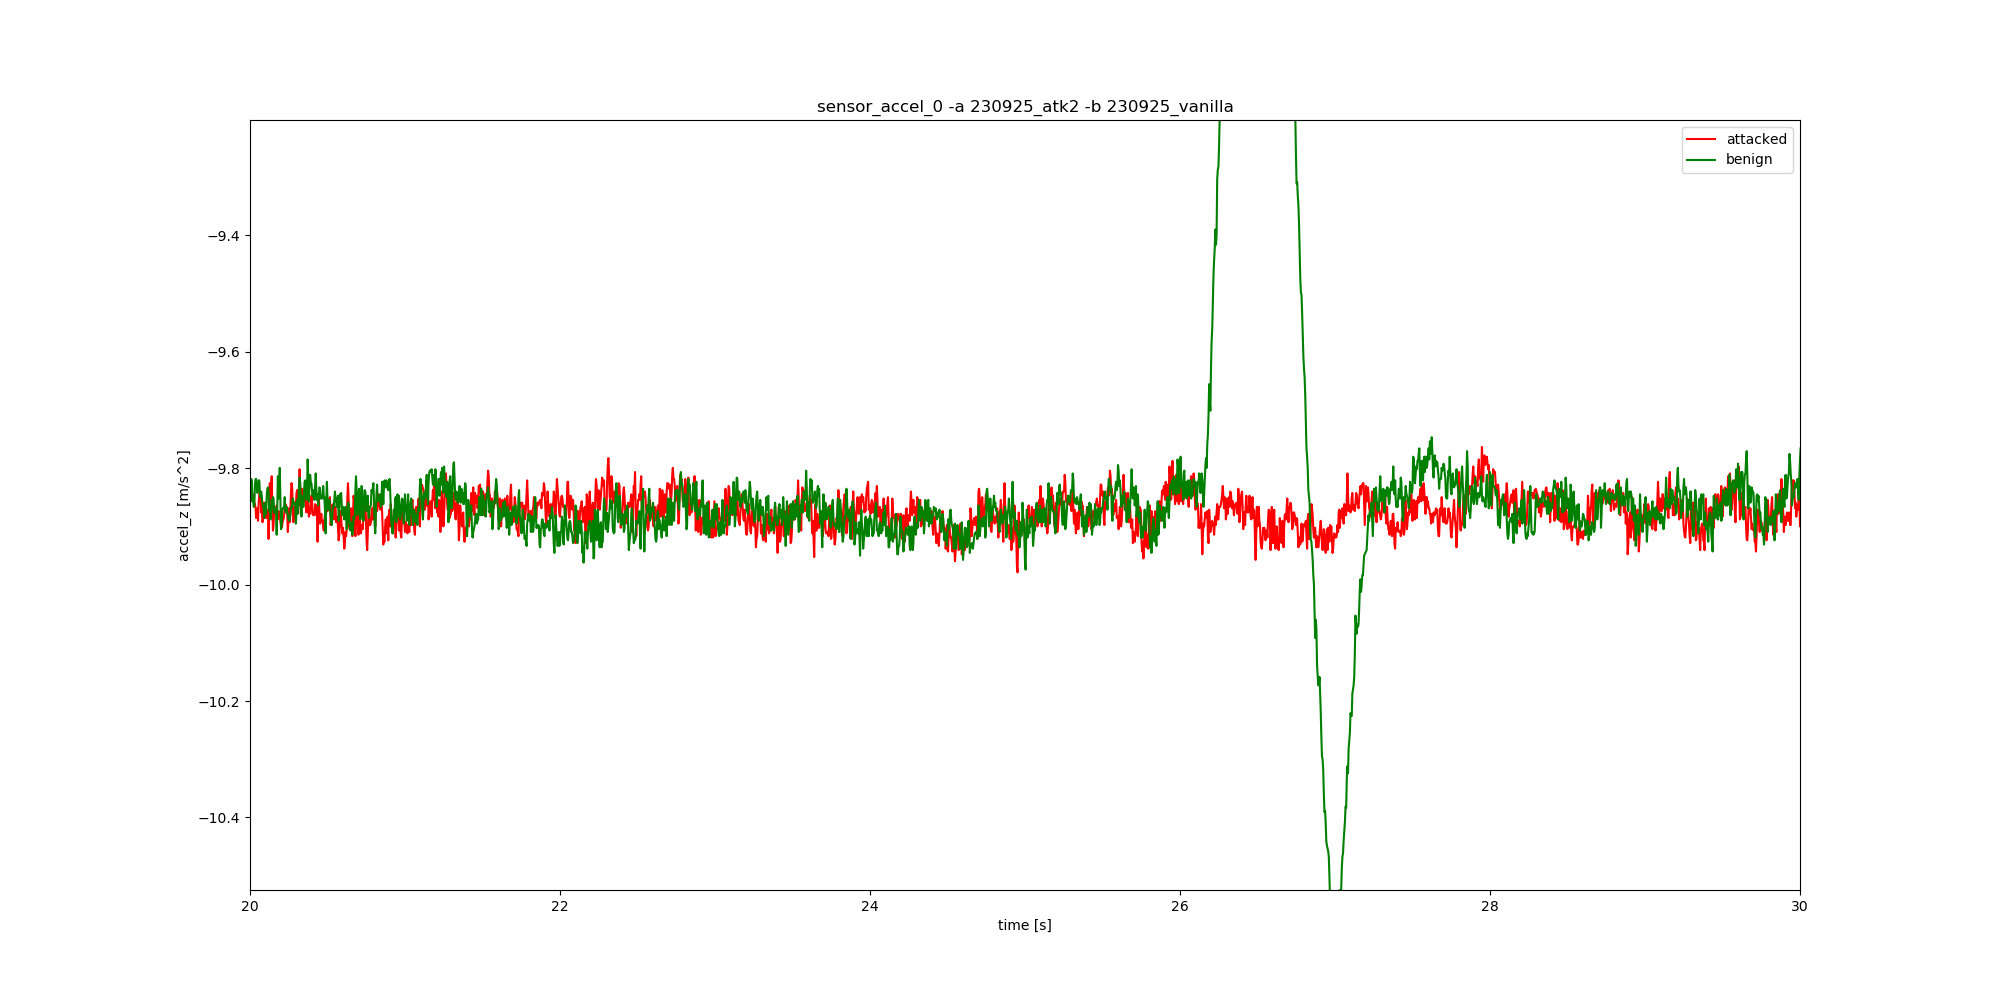 sensor_accel_0 -a 230925_atk2 -b 230925_vanilla
attacked
benign
−9.4
−9.6
−9.8
−10.0
−10.2
−10.4
accel_z [m/s^2]
20 22 24 26 28 30
time [s]